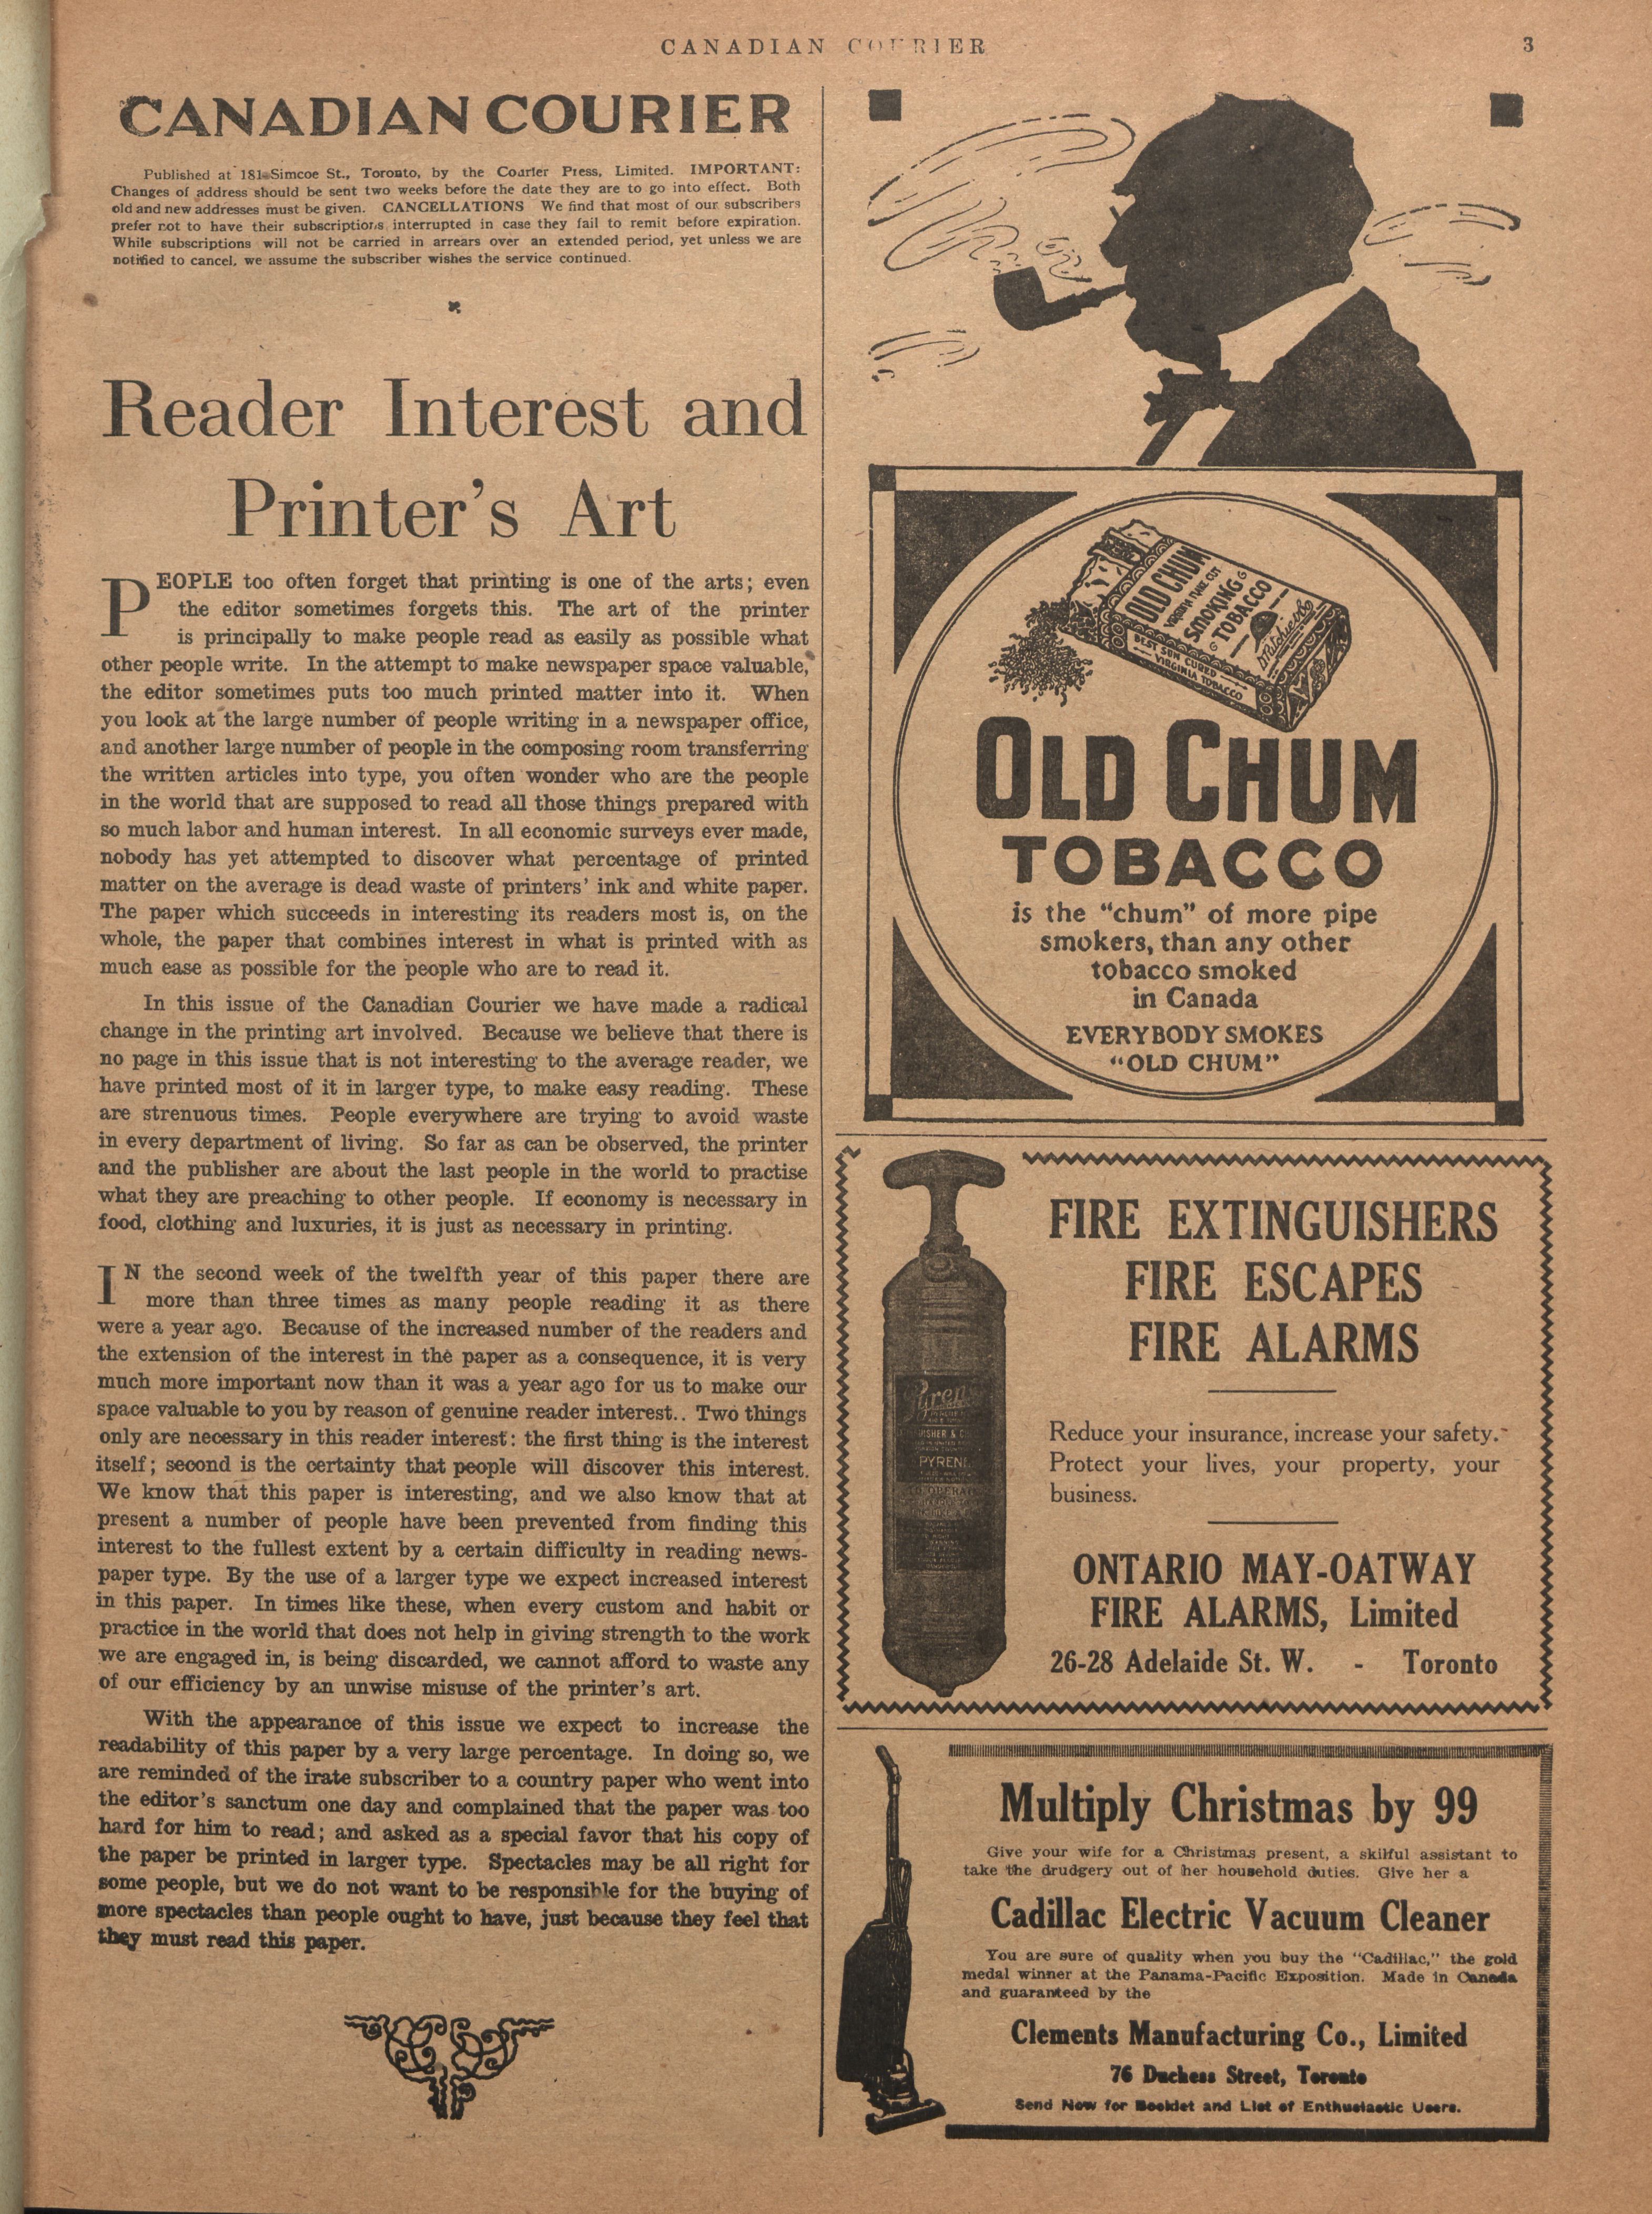 CANADIAN COURIER
3
CANADIAN COURIER
Published at 181 Simcoe St., Toronto, by the Courier Press, Limited. IMPORTANT:
Changes of address should be sent two weeks before the date they are to go into effect. Both
old and new addresses must be given. CANCELLATIONS We find that most of our subscribers
prefer not to have their subscriptions interrupted in case they fail to remit before expiration.
While subscriptions will not be carried in arrears over an extended period, yet unless we are
notified to cancel, we assume the subscriber wishes the service continued.
Reader Interest and
Printer's Art
PEOPLE too often forget that printing is one of the arts; even
the editor sometimes forgets this. The art of the printer
is principally to make people read as easily as possible what
other people write. In the attempt to make newspaper space valuable,
the editor sometimes puts too much printed matter into it. When
you look at the large number of people writing in a newspaper office,
and another large number of people in the composing room transferring
the written articles into type, you often wonder who are the people
in the world that are supposed to read all those things prepared with
so much labor and human interest. In all economic surveys ever made,
nobody has yet attempted to discover what percentage of printed
matter on the average is dead waste of printers' ink and white paper.
The paper which succeeds in interesting its readers most is, on the
whole, the paper that combines interest in what is printed with as
much ease as possible for the people who are to read it.
In this issue of the Canadian Courier we have made a radical
change in the printing art involved. Because we believe that there is
no page in this issue that is not interesting to the average reader, we
have printed most of it in larger type, to make easy reading. These
are strenuous times. People everywhere are trying to avoid waste
in every department of living. So far as can be observed, the printer
and the publisher are about the last people in the world to practise
what they are preaching to other people. If economy is necessary in
food, clothing and luxuries, it is just as necessary in printing.
IN the second week of the twelfth year of this paper there are
more than three times as many people reading it as there
were a year ago. Because of the increased number of the readers and
the extension of the interest in the paper as a consequence, it is very
much more important now than it was a year ago for us to make our
space valuable to you by reason of genuine reader interest.. Two things
only are necessary in this reader interest: the first thing is the interest
itself; second is the certainty that people will discover this interest.
We know that this paper is interesting, and we also know that at
present a number of people have been prevented from finding this
interest to the fullest extent by a certain difficulty in reading news-
paper type. By the use of a larger type we expect increased interest
in this paper. In times like these, when every custom and habit or
practice in the world that does not help in giving strength to the work
we are engaged in, is being discarded, we cannot afford to waste any
of our efficiency by an unwise misuse of the printer's art.
With the appearance of this issue we expect to increase the
readability of this paper by a very large percentage. In doing so, we
are reminded of the irate subscriber to a country paper who went into
the editor's sanctum one day and complained that the paper was too
hard for him to read; and asked as a special favor that his copy of
the paper be printed in larger type. Spectacles may be all right for
some people, but we do not want to be responsible for the buying of
more spectacles than people ought to have, just because they feel that
they must read this paper.
OLD CHUM
VIRGINIA FLAKE CUT
SMOKING
TOBACCO
Ritchie's
BEST SUN CURED
VIRGINIA TOBACCO
OLD CHUM
TOBACCO
is the "chum" of more pipe
smokers, than any other
tobacco smoked
in Canada
EVERYBODY SMOKES
"OLD CHUM"
Pyrene
PYRENE
FIRE EXTINGUISHERS
FIRE ESCAPES
FIRE ALARMS
Reduce your insurance, increase your safety.
Protect your lives, your property, your
business.
ONTARIO MAY-OATWAY
FIRE ALARMS, Limited
26-28 Adelaide St. W. - Toronto
Multiply Christmas by 99
Give your wife for a Christmas present, a skilful assistant to
take the drudgery out of her household duties. Give her a
Cadillac Electric Vacuum Cleaner
You are sure of quality when you buy the "Cadillac," the gold
medal winner at the Panama-Pacific Exposition. Made in Canada
and guaranteed by the
Clements Manufacturing Co., Limited
76 Duchess Street, Toronto
Send Now for Booklet and List of Enthusiastic Users.